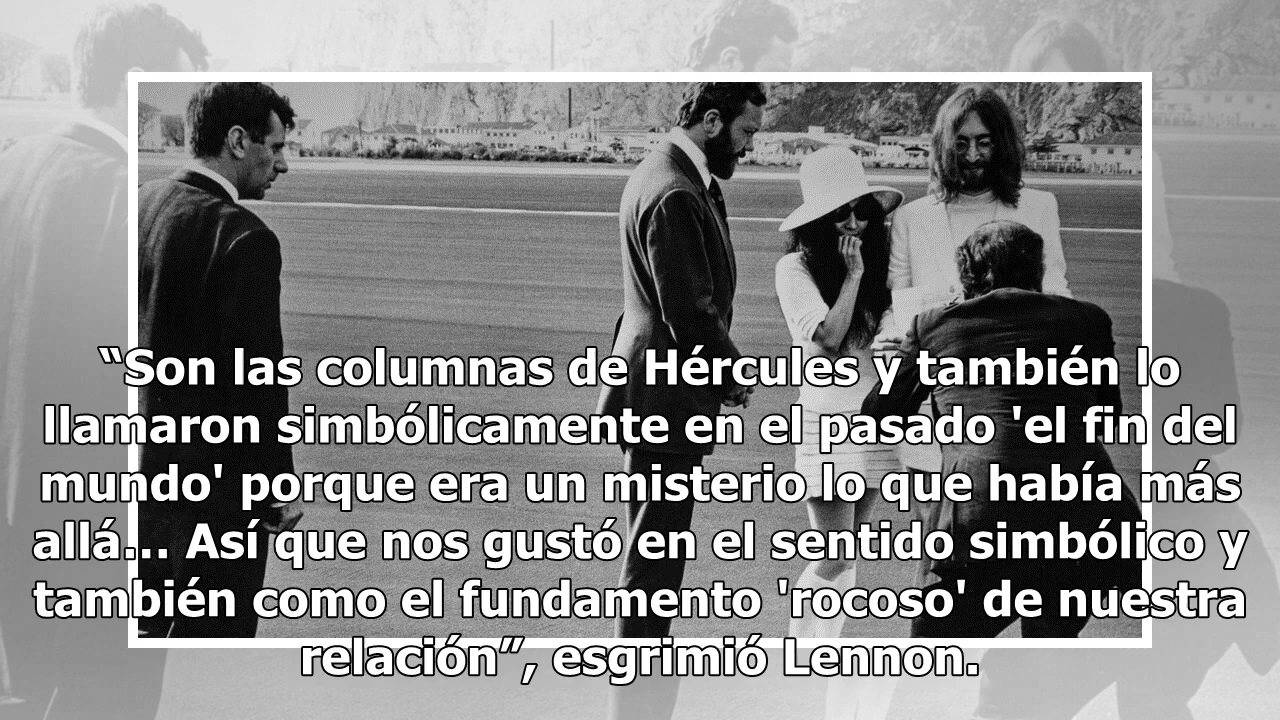 “Son las columnas de Hércules y también lo
llamaron simbólicamente en el pasado 'el fin del
mundo' porque era un misterio lo que había más
allá... Así que nos gustó en el sentido simbólico y
también como el fundamento 'rocoso' de nuestra
relación”, esgrimió Lennon.